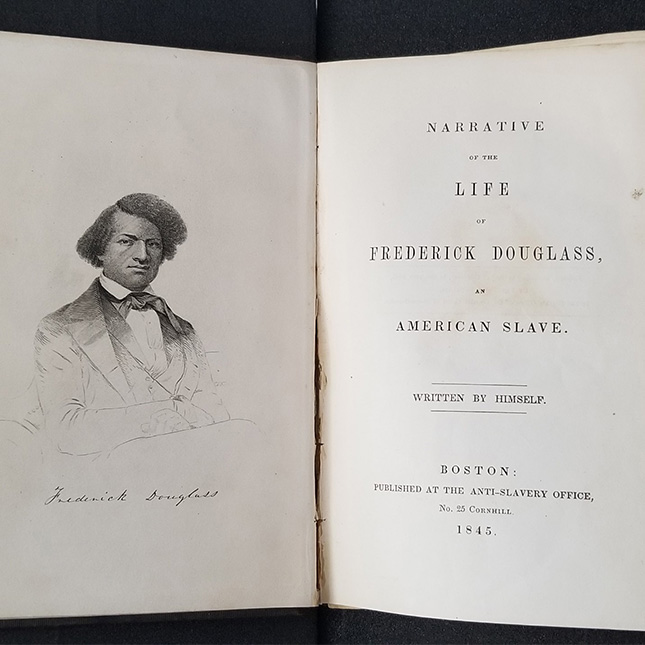 Frederick Douglass
NARRATIVE
OF THE
LIFE
OF
FREDERICK DOUGLASS,
AN
AMERICAN SLAVE.
WRITTEN BY HIMSELF.
BOSTON:
PUBLISHED AT THE ANTI-SLAVERY OFFICE,
No. 25 CORNHILL
1845.